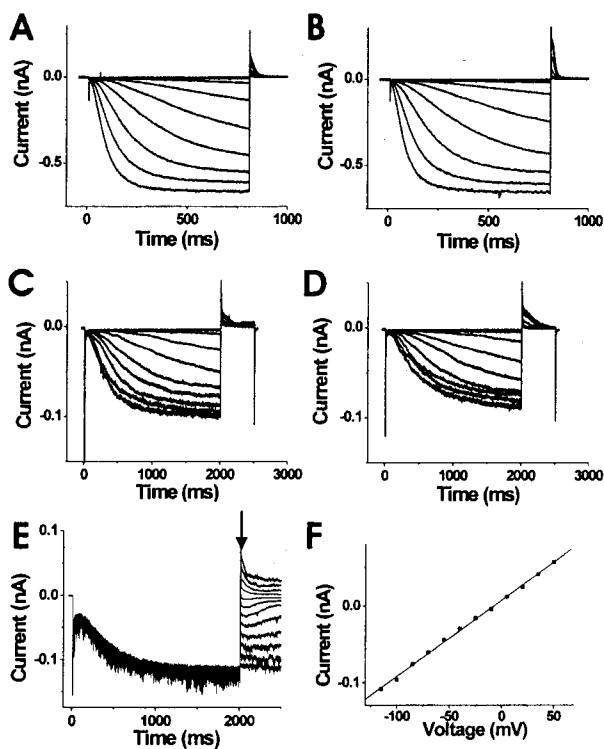 A
B
0.0
-0.5
Current (nA)
0
500
1000
Time (ms)
0.0
-0.5
Current (nA)
0
500
1000
Time (ms)
C
D
0.0
-0.1
Current (nA)
0
1000
2000
3000
Time (ms)
0.0
-0.1
Current (nA)
0
1000
2000
3000
Time (ms)
E
F
0.1
0.0
-0.1
Current (nA)
0
1000
2000
Time (ms)
0.0
-0.1
Current (nA)
-100
-50
0
50
Voltage (mV)